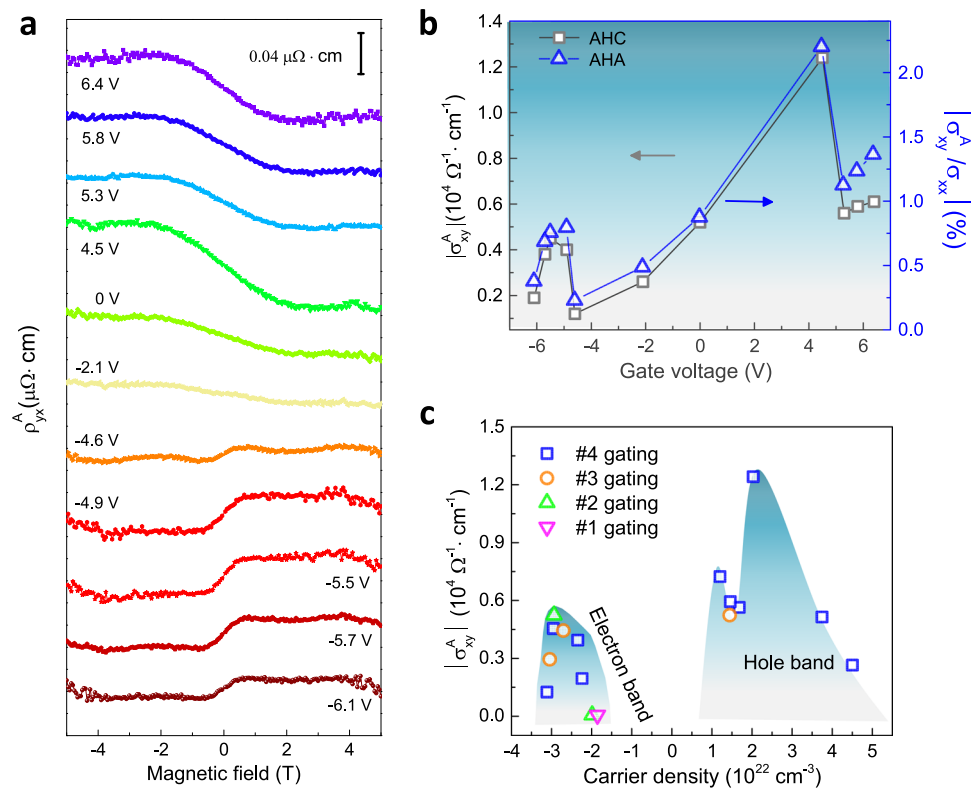 a
0.04 μΩ· cm
6.4 V
5.8 V
5.3 V
4.5 V
0 V
-2.1 V
-4.6 V
-4.9 V
-5.5 V
-5.7 V
-6.1 V
ρ^A_yx (μΩ· cm)
-4 -2 0 2 4
Magnetic field (T)
b
AHC
AHA
1.4
1.2
1.0
0.8
0.6
0.4
0.2
|σ^A_xy| (10⁴ Ω⁻¹· cm⁻¹)
2.0
1.5
1.0
0.5
0.0
|σ^A_xy/σ_xx| (%)
-6 -4 -2 0 2 4 6
Gate voltage (V)
c
#4 gating
#3 gating
#2 gating
#1 gating
1.5
1.2
0.9
0.6
0.3
0.0
|σ^A_xy| (10⁴ Ω⁻¹· cm⁻¹)
Electron band
Hole band
-4 -3 -2 -1 0 1 2 3 4 5
Carrier density (10²² cm⁻³)